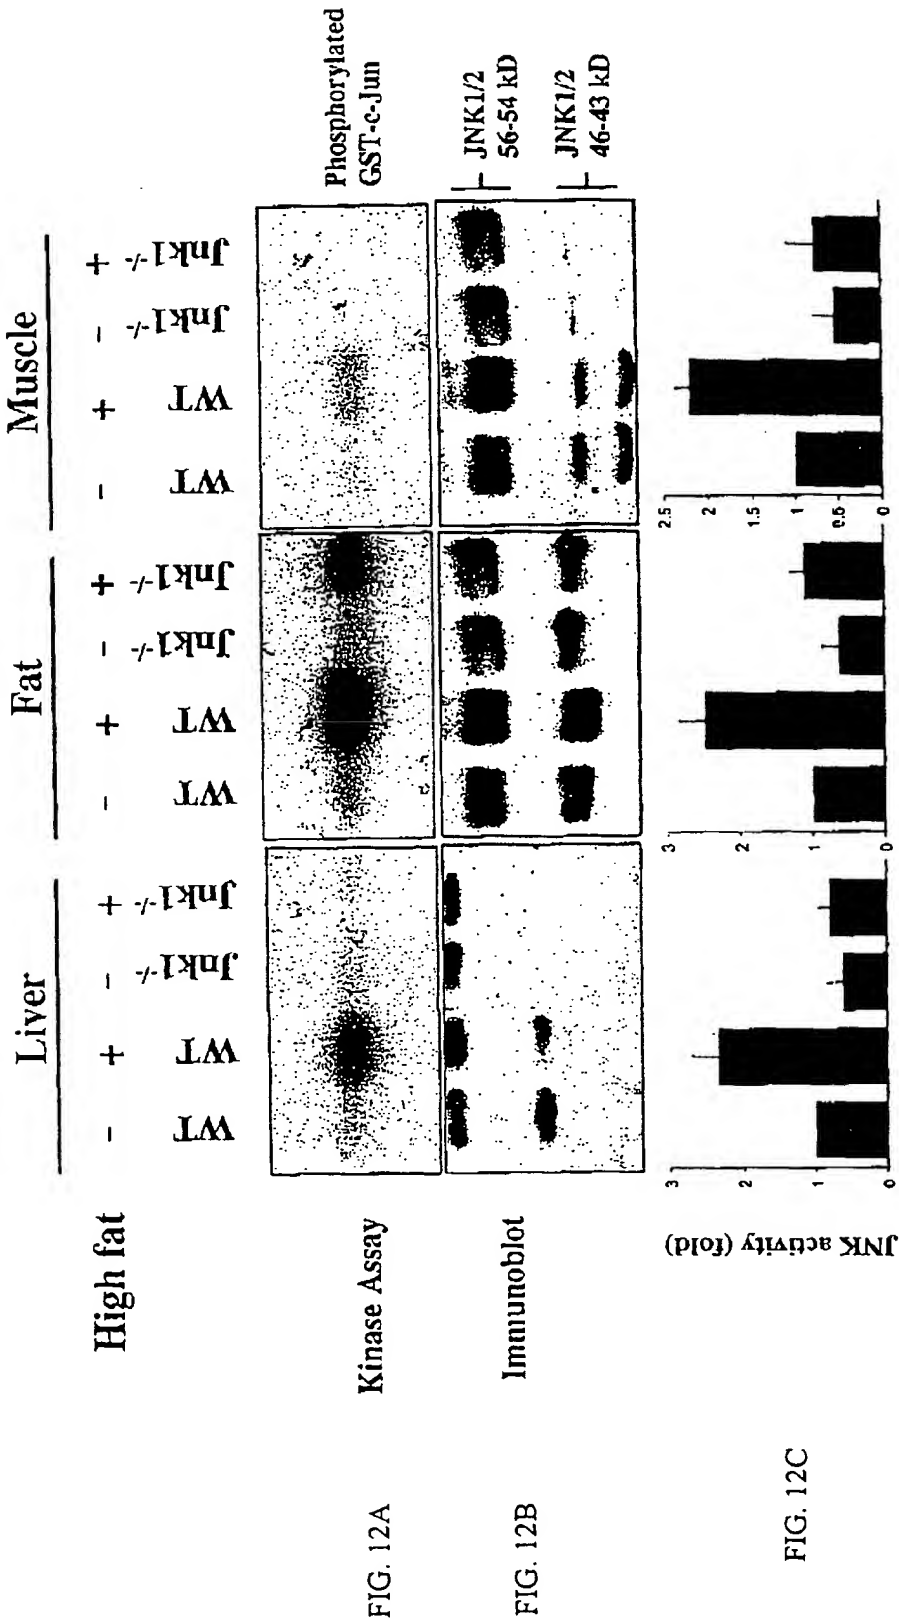 Liver Fat Muscle
High fat - + - + - + - + - + - +
WT WT Jnk1-/- Jnk1-/- WT WT Jnk1-/- Jnk1-/- WT WT Jnk1-/- Jnk1-/-
FIG. 12A
Kinase Assay
Phosphorylated
GST-c-Jun
FIG. 12B
Immunoblot
JNK1/2
56-54 kD
JNK1/2
46-43 kD
FIG. 12C
JNK activity (fold)
3
2
1
0
3
2
1
0
2.5
2
1.5
1
0.5
0